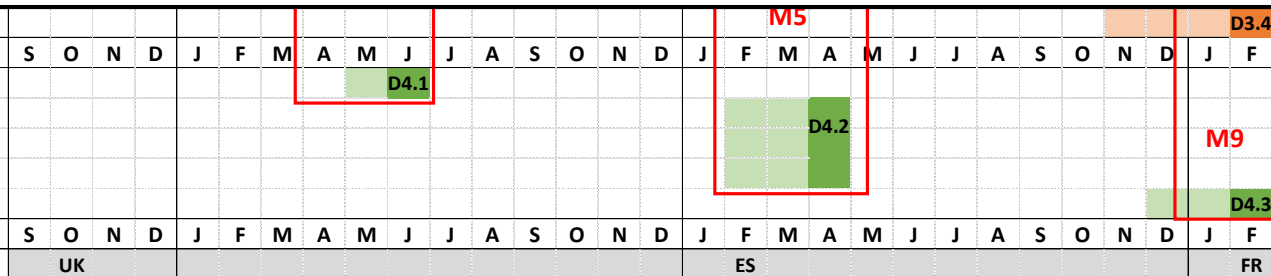 M5 D3.4
S O N D J F M A M J J A S O N D J F M A M J J A S O N D J F
D4.1
D4.2
M9
D4.3
S O N D J F M A M J J A S O N D J F M A M J J A S O N D J F
UK ES FR